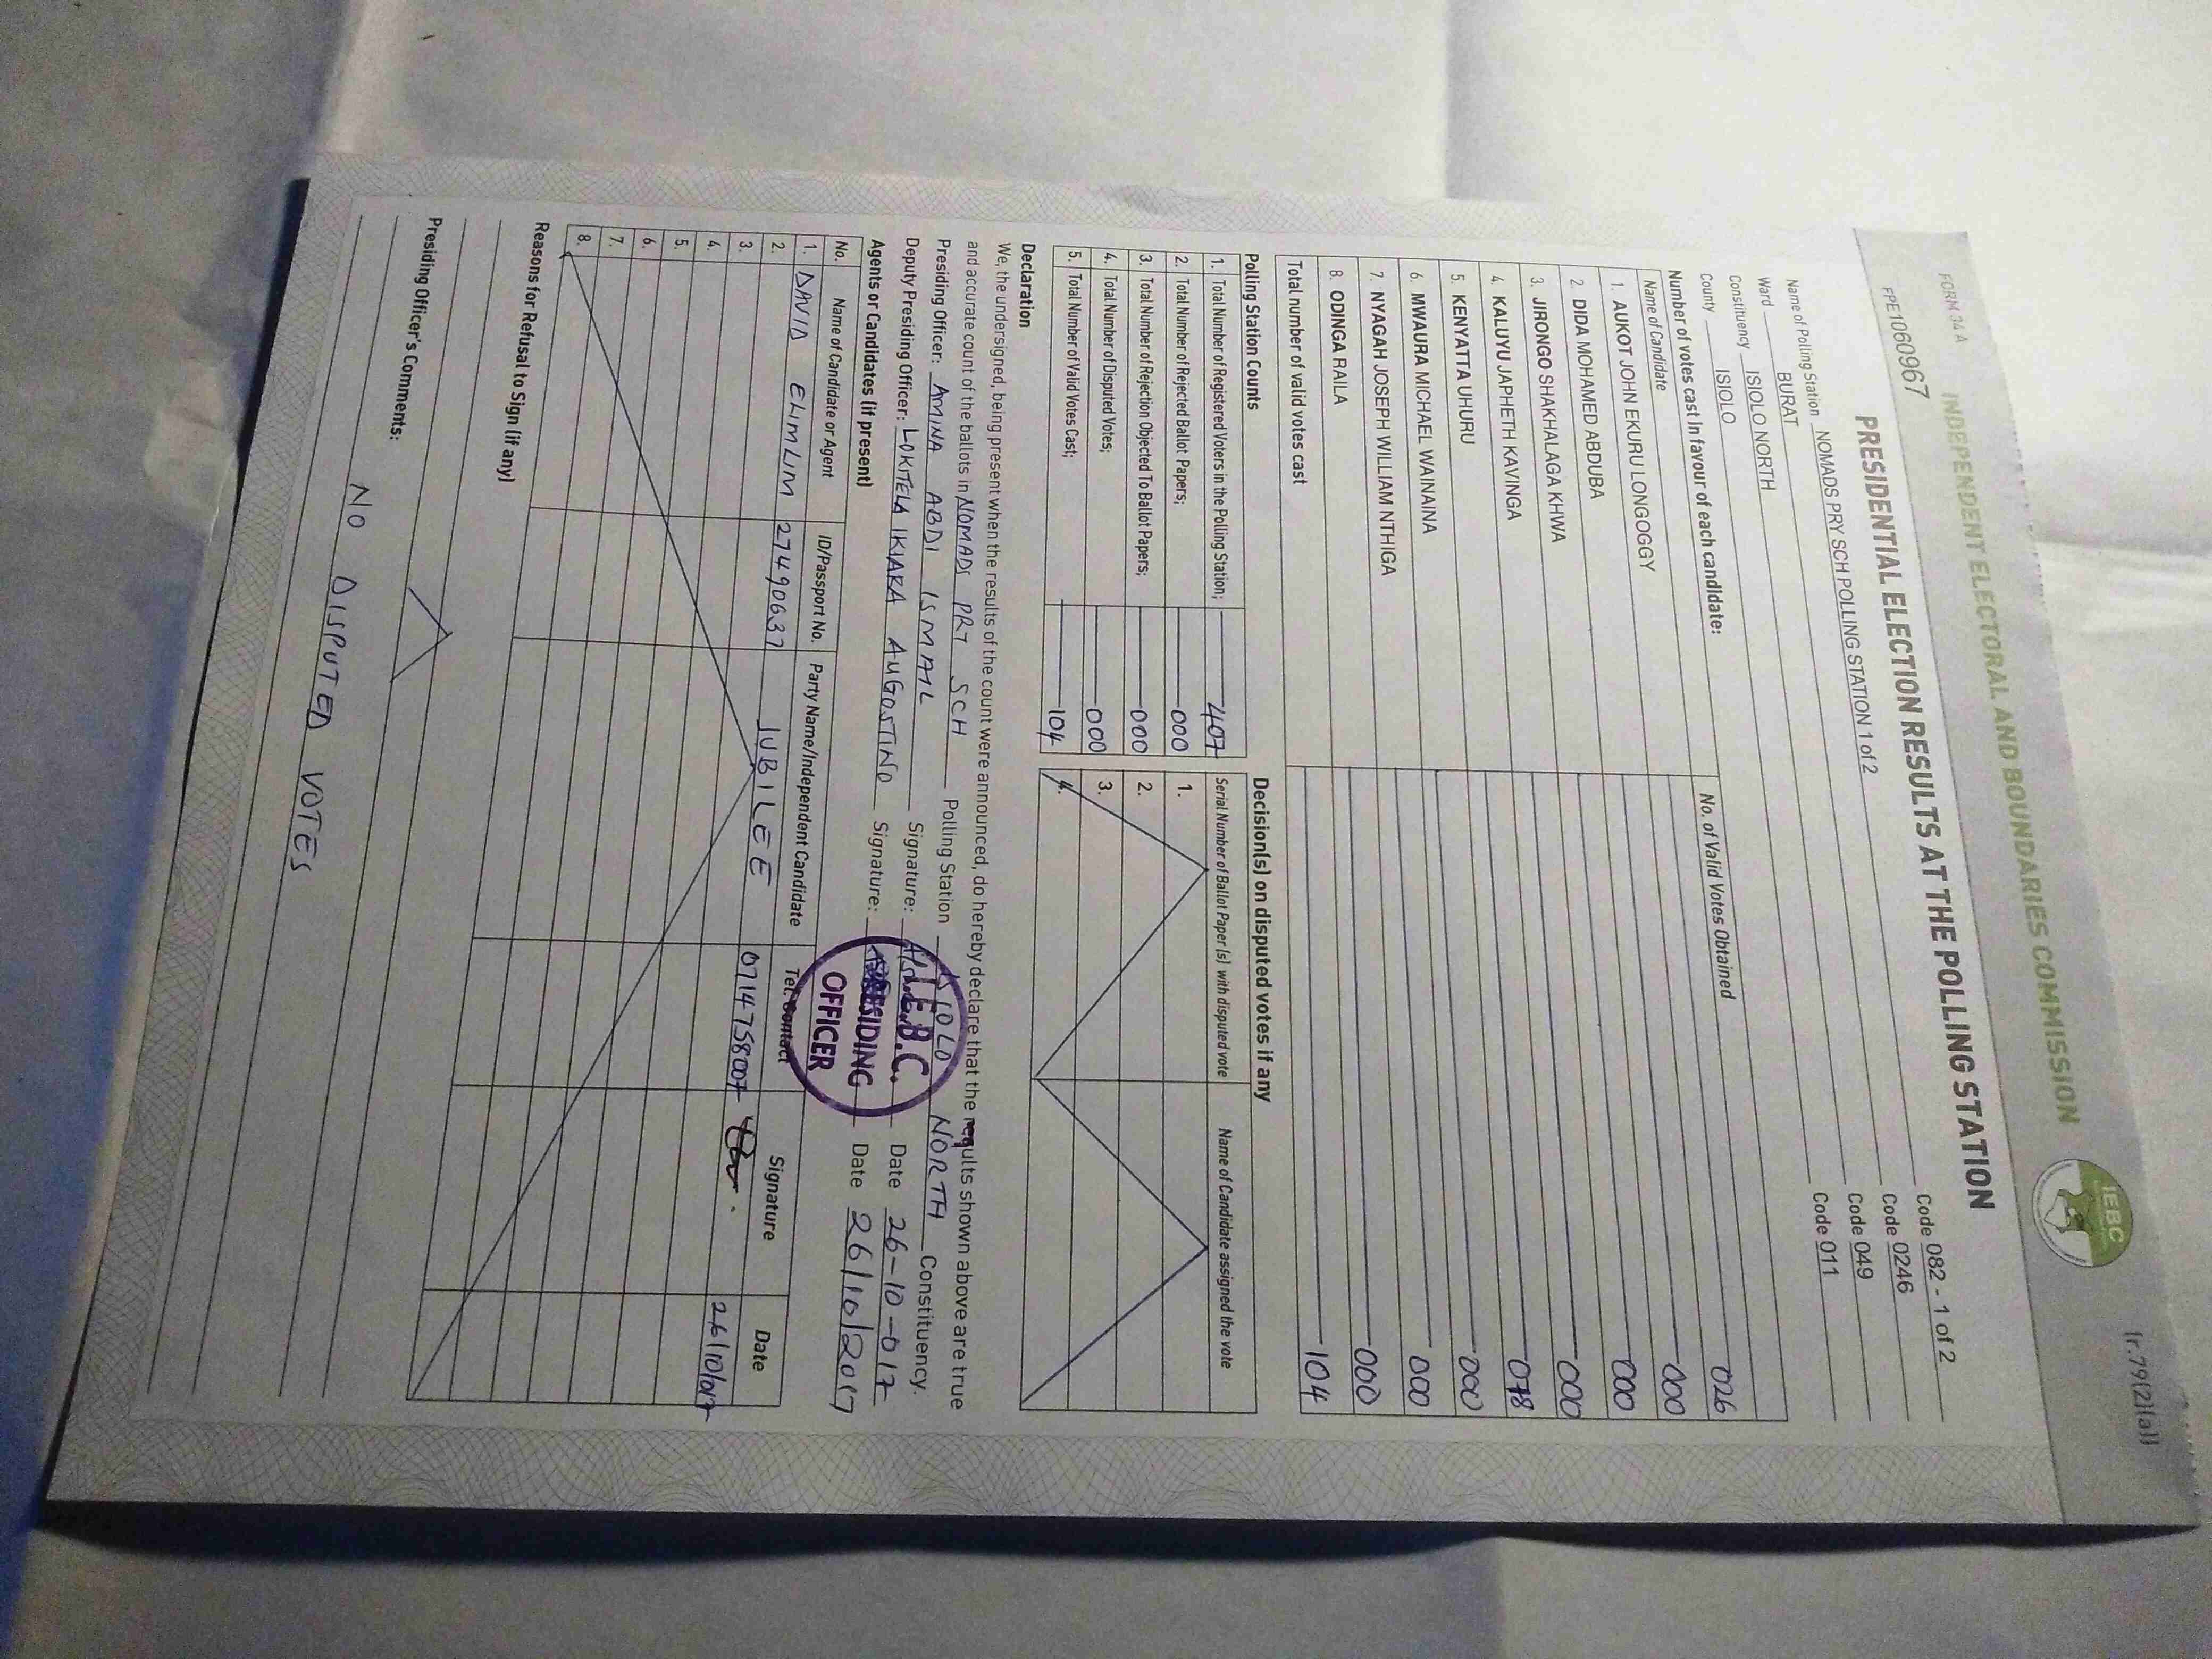 FORM 34 A
(r.79(2)(a))
INDEPENDENT ELECTORAL AND BOUNDARIES COMMISSION
IEBC
FPE1060967
PRESIDENTIAL ELECTION RESULTS AT THE POLLING STATION
Name of Polling Station NOMADS PRY SCH POLLING STATION 1 of 2 Code 082 - 1 of 2
Ward BURAT Code 0246
Constituency ISIOLO NORTH Code 049
County ISIOLO Code 011
Number of votes cast in favour of each candidate:
Name of Candidate No. of Valid Votes Obtained
1. AUKOT JOHN EKURU LONGOGGY 026
2. DIDA MOHAMED ABDUBA 000
3. JIRONGO SHAKHALAGA KHWA 000
4. KALUYU JAPHETH KAVINGA 000
5. KENYATTA UHURU 078
6. MWAURA MICHAEL WAINAINA 000
7. NYAGAH JOSEPH WILLIAM NTHIGA 000
8. ODINGA RAILA 000
Total number of valid votes cast 104
Polling Station Counts
1. Total Number of Registered Voters in the Polling Station; 407
2. Total Number of Rejected Ballot Papers; 000
3. Total Number of Rejection Objected To Ballot Papers; 000
4. Total Number of Disputed Votes; 000
5. Total Number of Valid Votes Cast; 104
Decision(s) on disputed votes if any
Serial Number of Ballot Paper (s) with disputed vote Name of Candidate assigned the vote
1.
2.
3.
4.
Declaration
We, the undersigned, being present when the results of the count were announced, do hereby declare that the results shown above are true
and accurate count of the ballots in NOMADS PRY SCH Polling Station ISIOLO NORTH Constituency.
Presiding Officer: AMINA ABDI ISMAIL Signature: Date 26-10-017
Deputy Presiding Officer: LOKITELA IKIARA AUGOSTINO Signature: Date 26/10/2017
I.E.B.C.
PRESIDING
OFFICER
Agents or Candidates (if present)
No. Name of Candidate or Agent ID/Passport No. Party Name/Independent Candidate Tel. Contact Signature Date
1. DAVID ELIMLIM 27490637 JUBILEE 0714758007 26/10/017
2.
3.
4.
5.
6.
7.
8.
Reasons for Refusal to Sign (if any)
Presiding Officer's Comments:
NO DISPUTED VOTES